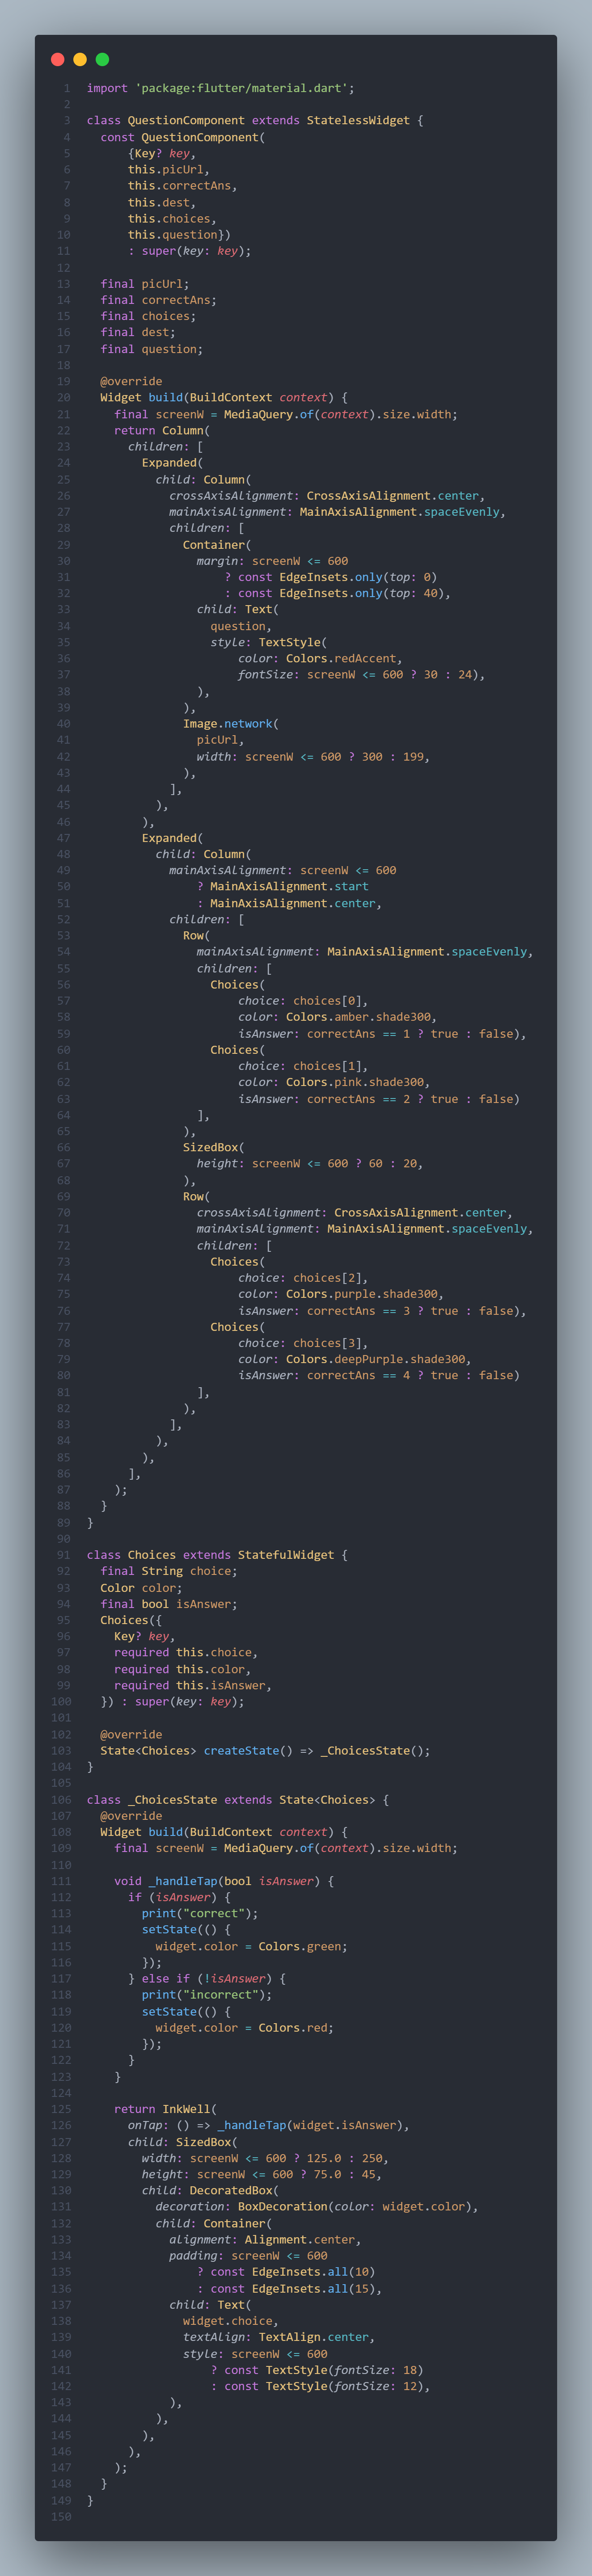 1 import 'package:flutter/material.dart';
2
3 class QuestionComponent extends StatelessWidget {
4   const QuestionComponent(
5       {Key? key,
6       this.picUrl,
7       this.correctAns,
8       this.dest,
9       this.choices,
10       this.question})
11       : super(key: key);
12
13   final picUrl;
14   final correctAns;
15   final choices;
16   final dest;
17   final question;
18
19   @override
20   Widget build(BuildContext context) {
21     final screenW = MediaQuery.of(context).size.width;
22     return Column(
23       children: [
24         Expanded(
25           child: Column(
26             crossAxisAlignment: CrossAxisAlignment.center,
27             mainAxisAlignment: MainAxisAlignment.spaceEvenly,
28             children: [
29               Container(
30                 margin: screenW <= 600
31                     ? const EdgeInsets.only(top: 0)
32                     : const EdgeInsets.only(top: 40),
33                 child: Text(
34                   question,
35                   style: TextStyle(
36                       color: Colors.redAccent,
37                       fontSize: screenW <= 600 ? 30 : 24),
38                 ),
39               ),
40               Image.network(
41                 picUrl,
42                 width: screenW <= 600 ? 300 : 199,
43               ),
44             ],
45           ),
46         ),
47         Expanded(
48           child: Column(
49             mainAxisAlignment: screenW <= 600
50                 ? MainAxisAlignment.start
51                 : MainAxisAlignment.center,
52             children: [
53               Row(
54                 mainAxisAlignment: MainAxisAlignment.spaceEvenly,
55                 children: [
56                   Choices(
57                       choice: choices[0],
58                       color: Colors.amber.shade300,
59                       isAnswer: correctAns == 1 ? true : false),
60                   Choices(
61                       choice: choices[1],
62                       color: Colors.pink.shade300,
63                       isAnswer: correctAns == 2 ? true : false)
64                 ],
65               ),
66               SizedBox(
67                 height: screenW <= 600 ? 60 : 20,
68               ),
69               Row(
70                 crossAxisAlignment: CrossAxisAlignment.center,
71                 mainAxisAlignment: MainAxisAlignment.spaceEvenly,
72                 children: [
73                   Choices(
74                       choice: choices[2],
75                       color: Colors.purple.shade300,
76                       isAnswer: correctAns == 3 ? true : false),
77                   Choices(
78                       choice: choices[3],
79                       color: Colors.deepPurple.shade300,
80                       isAnswer: correctAns == 4 ? true : false)
81                 ],
82               ),
83             ],
84           ),
85         ),
86       ],
87     );
88   }
89 }
90
91 class Choices extends StatefulWidget {
92   final String choice;
93   Color color;
94   final bool isAnswer;
95   Choices({
96     Key? key,
97     required this.choice,
98     required this.color,
99     required this.isAnswer,
100   }) : super(key: key);
101
102   @override
103   State<Choices> createState() => _ChoicesState();
104 }
105
106 class _ChoicesState extends State<Choices> {
107   @override
108   Widget build(BuildContext context) {
109     final screenW = MediaQuery.of(context).size.width;
110
111     void _handleTap(bool isAnswer) {
112       if (isAnswer) {
113         print("correct");
114         setState(() {
115           widget.color = Colors.green;
116         });
117       } else if (!isAnswer) {
118         print("incorrect");
119         setState(() {
120           widget.color = Colors.red;
121         });
122       }
123     }
124
125     return InkWell(
126       onTap: () => _handleTap(widget.isAnswer),
127       child: SizedBox(
128         width: screenW <= 600 ? 125.0 : 250,
129         height: screenW <= 600 ? 75.0 : 45,
130         child: DecoratedBox(
131           decoration: BoxDecoration(color: widget.color),
132           child: Container(
133             alignment: Alignment.center,
134             padding: screenW <= 600
135                 ? const EdgeInsets.all(10)
136                 : const EdgeInsets.all(15),
137             child: Text(
138               widget.choice,
139               textAlign: TextAlign.center,
140               style: screenW <= 600
141                   ? const TextStyle(fontSize: 18)
142                   : const TextStyle(fontSize: 12),
143             ),
144           ),
145         ),
146       ),
147     );
148   }
149 }
150